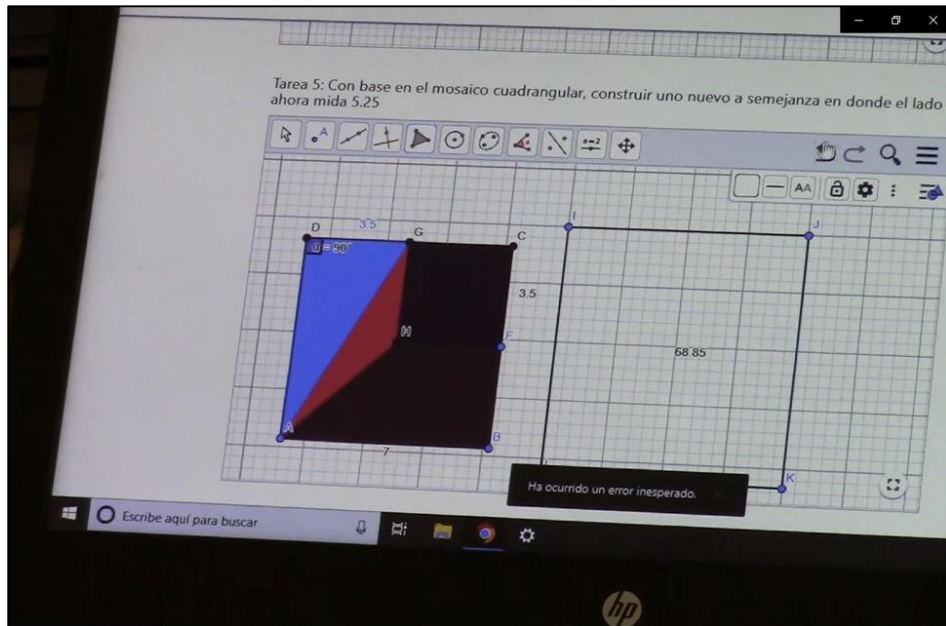 Tarea 5: Con base en el mosaico cuadrangular, construir uno nuevo a semejanza en donde el lado
ahora mida 5.25
A
a=2
AA
D
3.5
G
C
I
J
α = 90°
3.5
H
F
68.85
A
7
B
K
Ha ocurrido un error inesperado.
Escribe aquí para buscar
hp